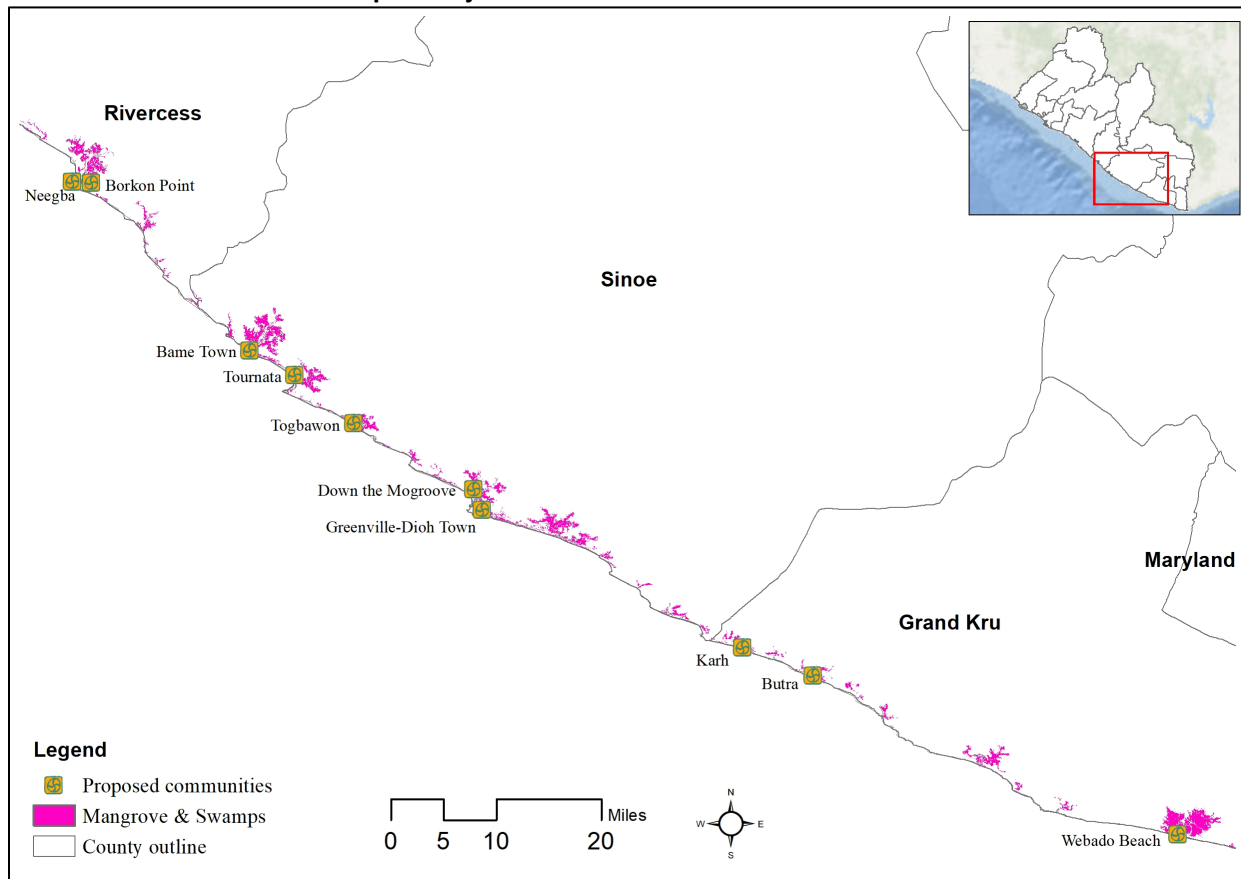 Rivercess
Borkon Point
Neegba
Sinoe
Bame Town
Tournata
Togbawon
Down the Mogroove
Greenville-Dioh Town
Maryland
Grand Kru
Karh
Butra
Webado Beach
Legend
Proposed communities
Mangrove & Swamps
County outline
0 5 10 20 Miles
N
W E
S